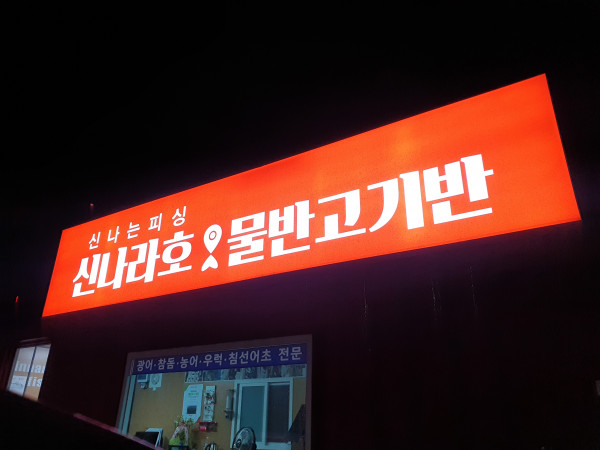 신나는피싱
신나라호 물반고기반
광어·참돔·농어·우럭·침선어초 전문